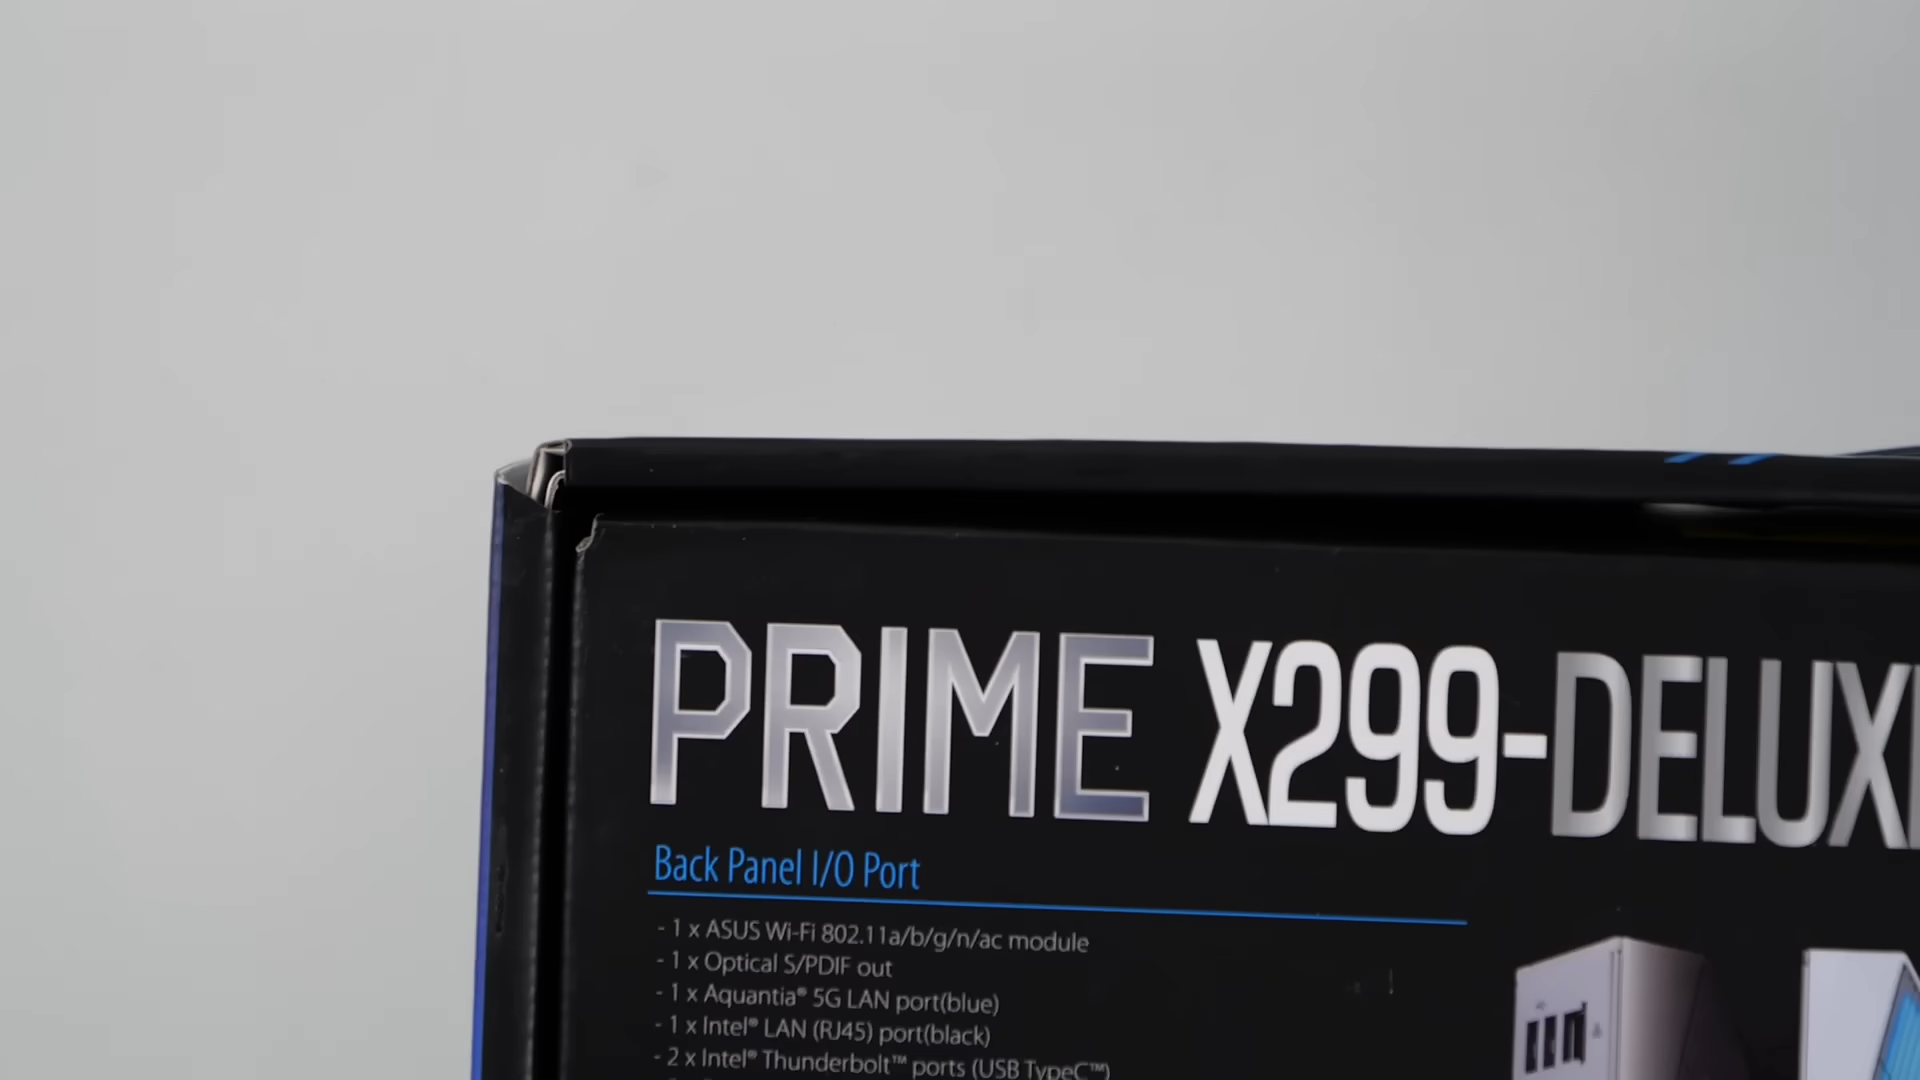 PRIME X299-DELUX
Back Panel I/O Port
- 1 x ASUS Wi-Fi 802.11a/b/g/n/ac module
- 1 x Optical S/PDIF out
- 1 x Aquantia® 5G LAN port(blue)
- 1 x Intel® LAN (RJ45) port(black)
- 2 x Intel® Thunderbolt™ ports (USB TypeC™)